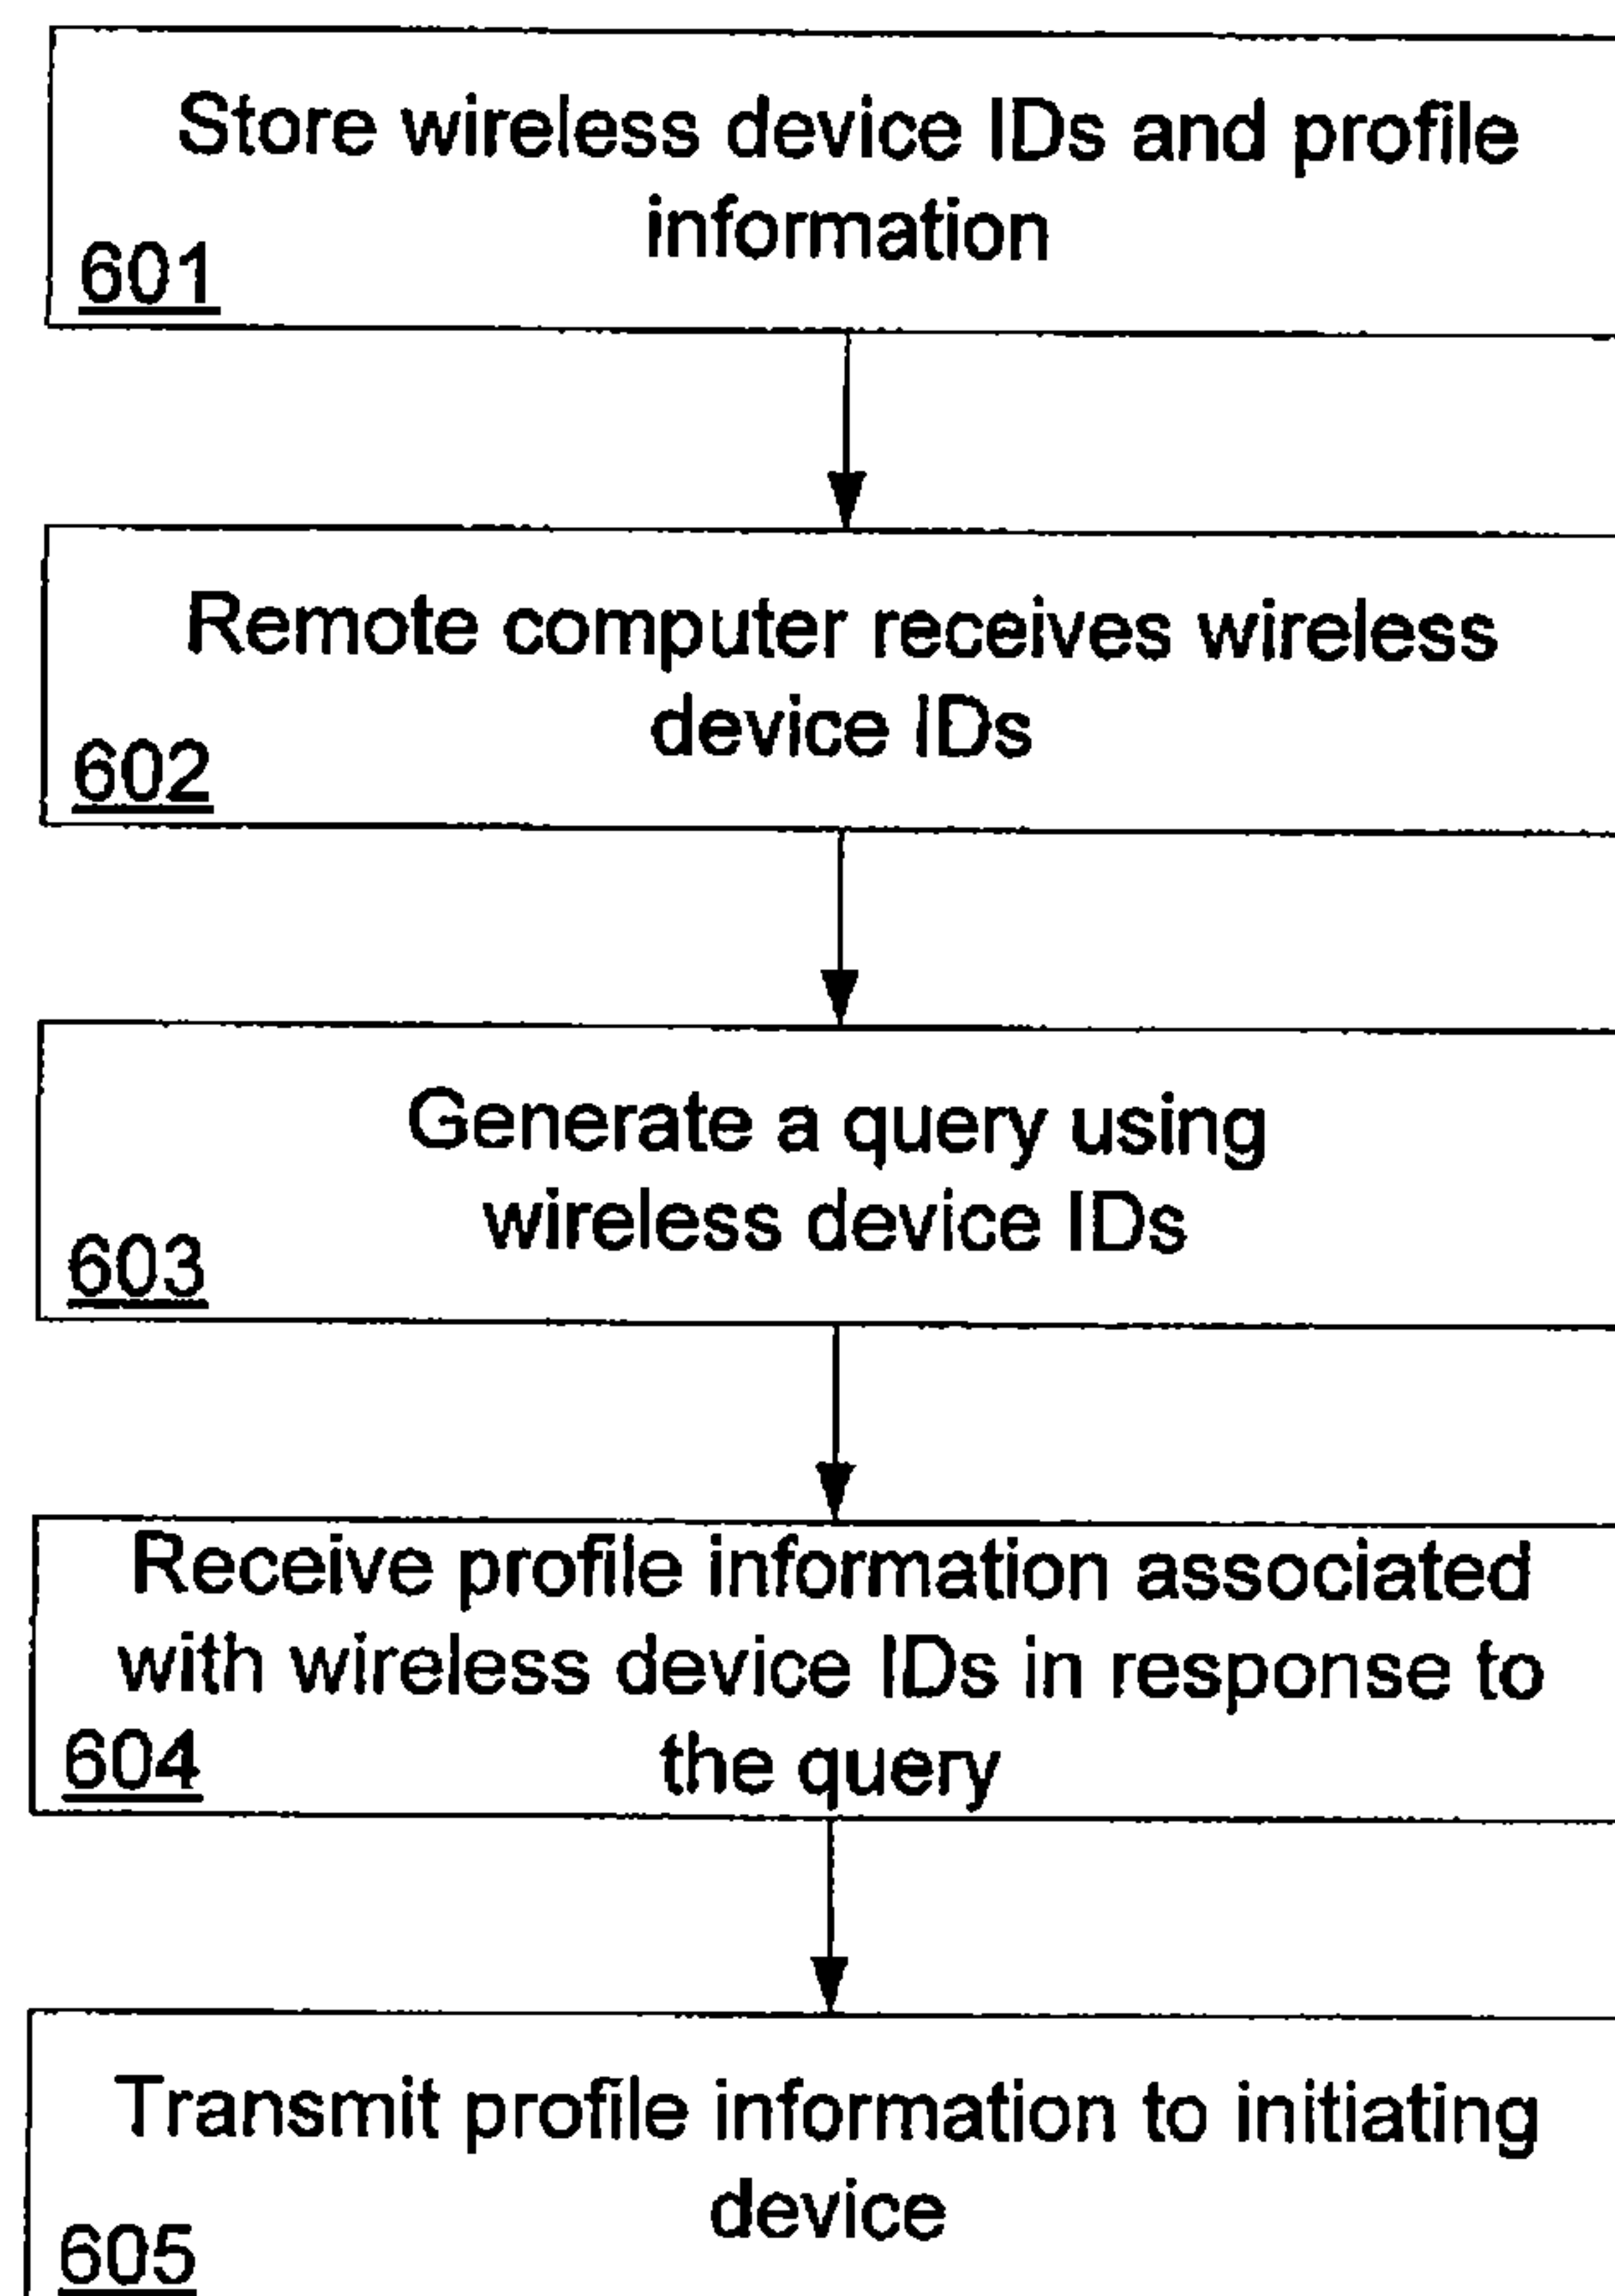 Store wireless device IDs and profile
information
601
Remote computer receives wireless
device IDs
602
Generate a query using
wireless device IDs
603
Receive profile information associated
with wireless device IDs in response to
the query
604
Transmit profile information to initiating
device
605